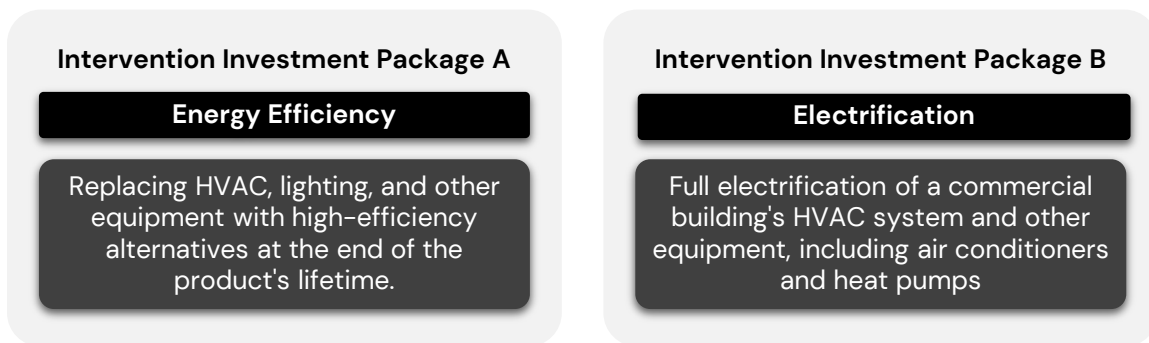 Intervention Investment Package A
Energy Efficiency
Replacing HVAC, lighting, and other
equipment with high-efficiency
alternatives at the end of the
product's lifetime.
Intervention Investment Package B
Electrification
Full electrification of a commercial
building's HVAC system and other
equipment, including air conditioners
and heat pumps